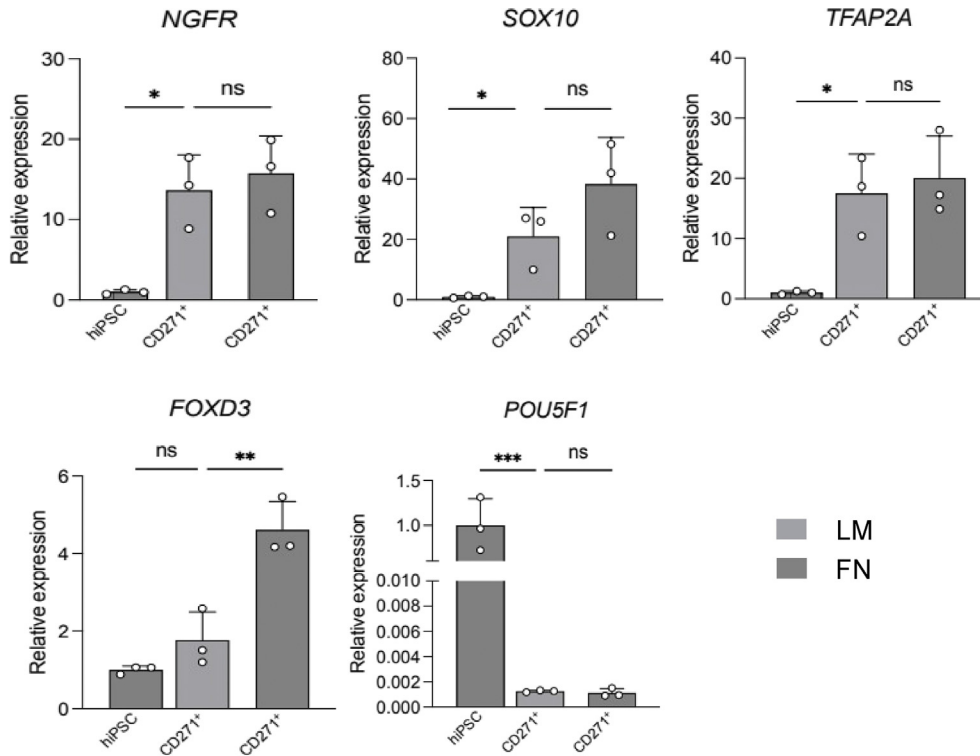 NGFR
30
20
10
0
Relative expression
*
ns
hiPSC
CD271⁺
CD271⁺
SOX10
80
60
40
20
0
Relative expression
*
ns
hiPSC
CD271⁺
CD271⁺
TFAP2A
40
30
20
10
0
Relative expression
*
ns
hiPSC
CD271⁺
CD271⁺
FOXD3
6
4
2
0
Relative expression
ns
**
hiPSC
CD271⁺
CD271⁺
POU5F1
1.5
1.0
0.010
0.008
0.006
0.004
0.002
0.000
Relative expression
***
ns
hiPSC
CD271⁺
CD271⁺
LM
FN